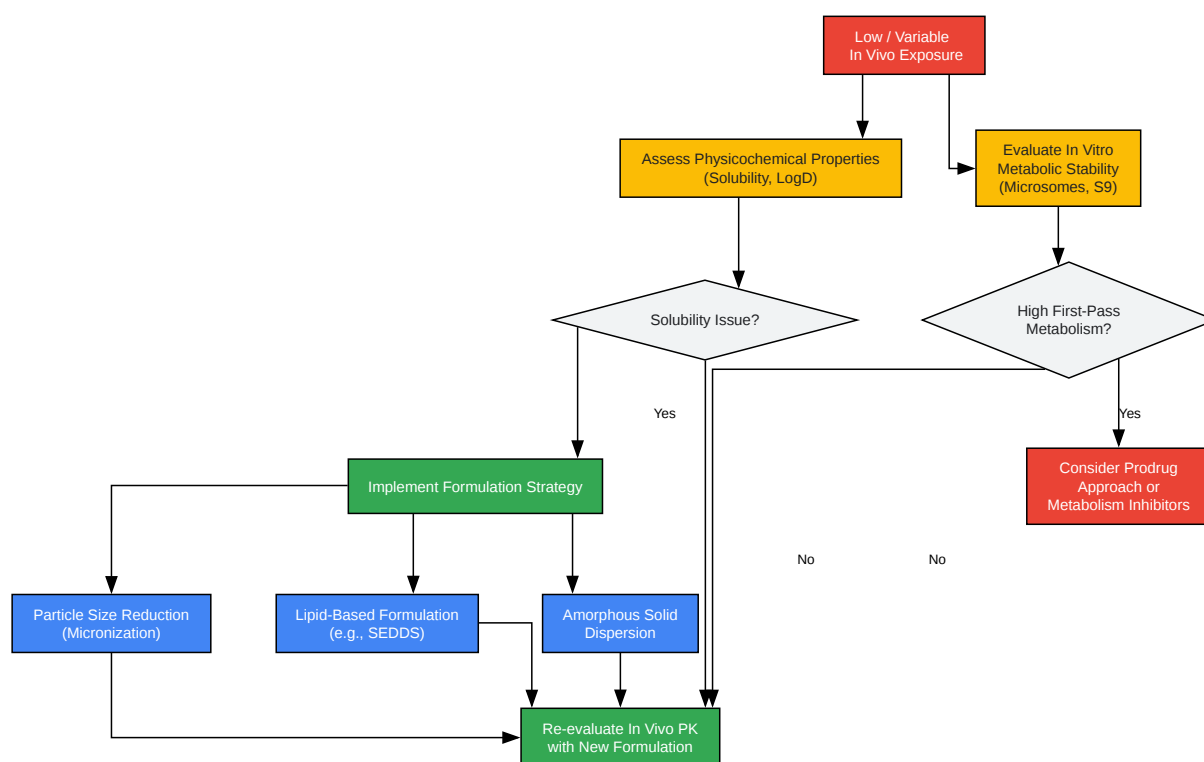 Low / Variable
In Vivo Exposure
Assess Physicochemical Properties
(Solubility, LogD)
Evaluate In Vitro
Metabolic Stability
(Microsomes, S9)
Solubility Issue?
High First-Pass
Metabolism?
Yes
Yes
Implement Formulation Strategy
Consider Prodrug
Approach or
Metabolism Inhibitors
No
No
Particle Size Reduction
(Micronization)
Lipid-Based Formulation
(e.g., SEDDS)
Amorphous Solid
Dispersion
Re-evaluate In Vivo PK
with New Formulation